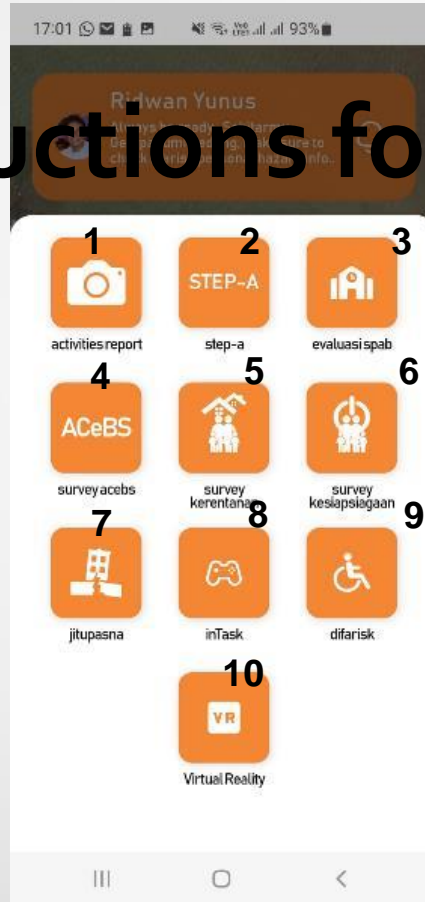 17:01 93%
Ridwan Yunus
uctions fo
1 2 3
STEP-A
activities report step-a evaluasi spab
4 5 6
ACeBS
survey acebs survey kerentanan survey kesiapsiagaan
7 8 9
jitupasna inTask difarisk
10
VR
Virtual Reality